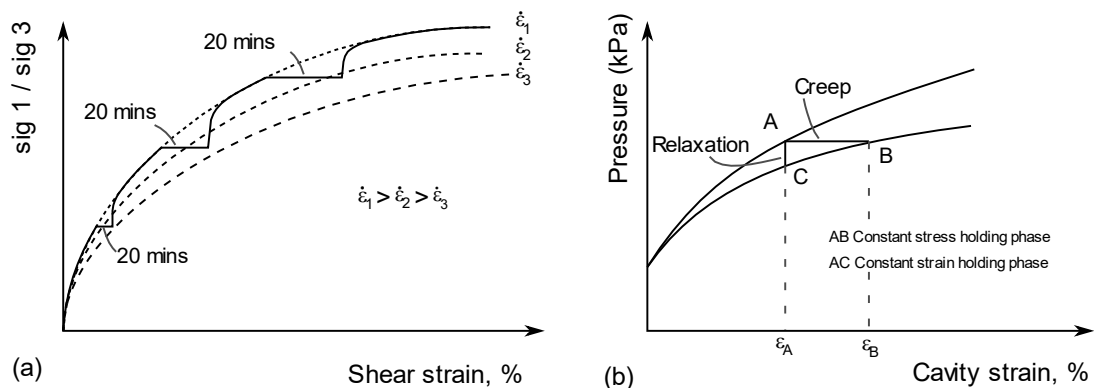 sig 1 / sig 3
20 mins
20 mins
20 mins
ε̇₁
ε̇₂
ε̇₃
ε̇₁ > ε̇₂ > ε̇₃
(a)
Shear strain, %
Pressure (kPa)
Creep
A
Relaxation
B
C
AB Constant stress holding phase
AC Constant strain holding phase
εA
εB
(b)
Cavity strain, %